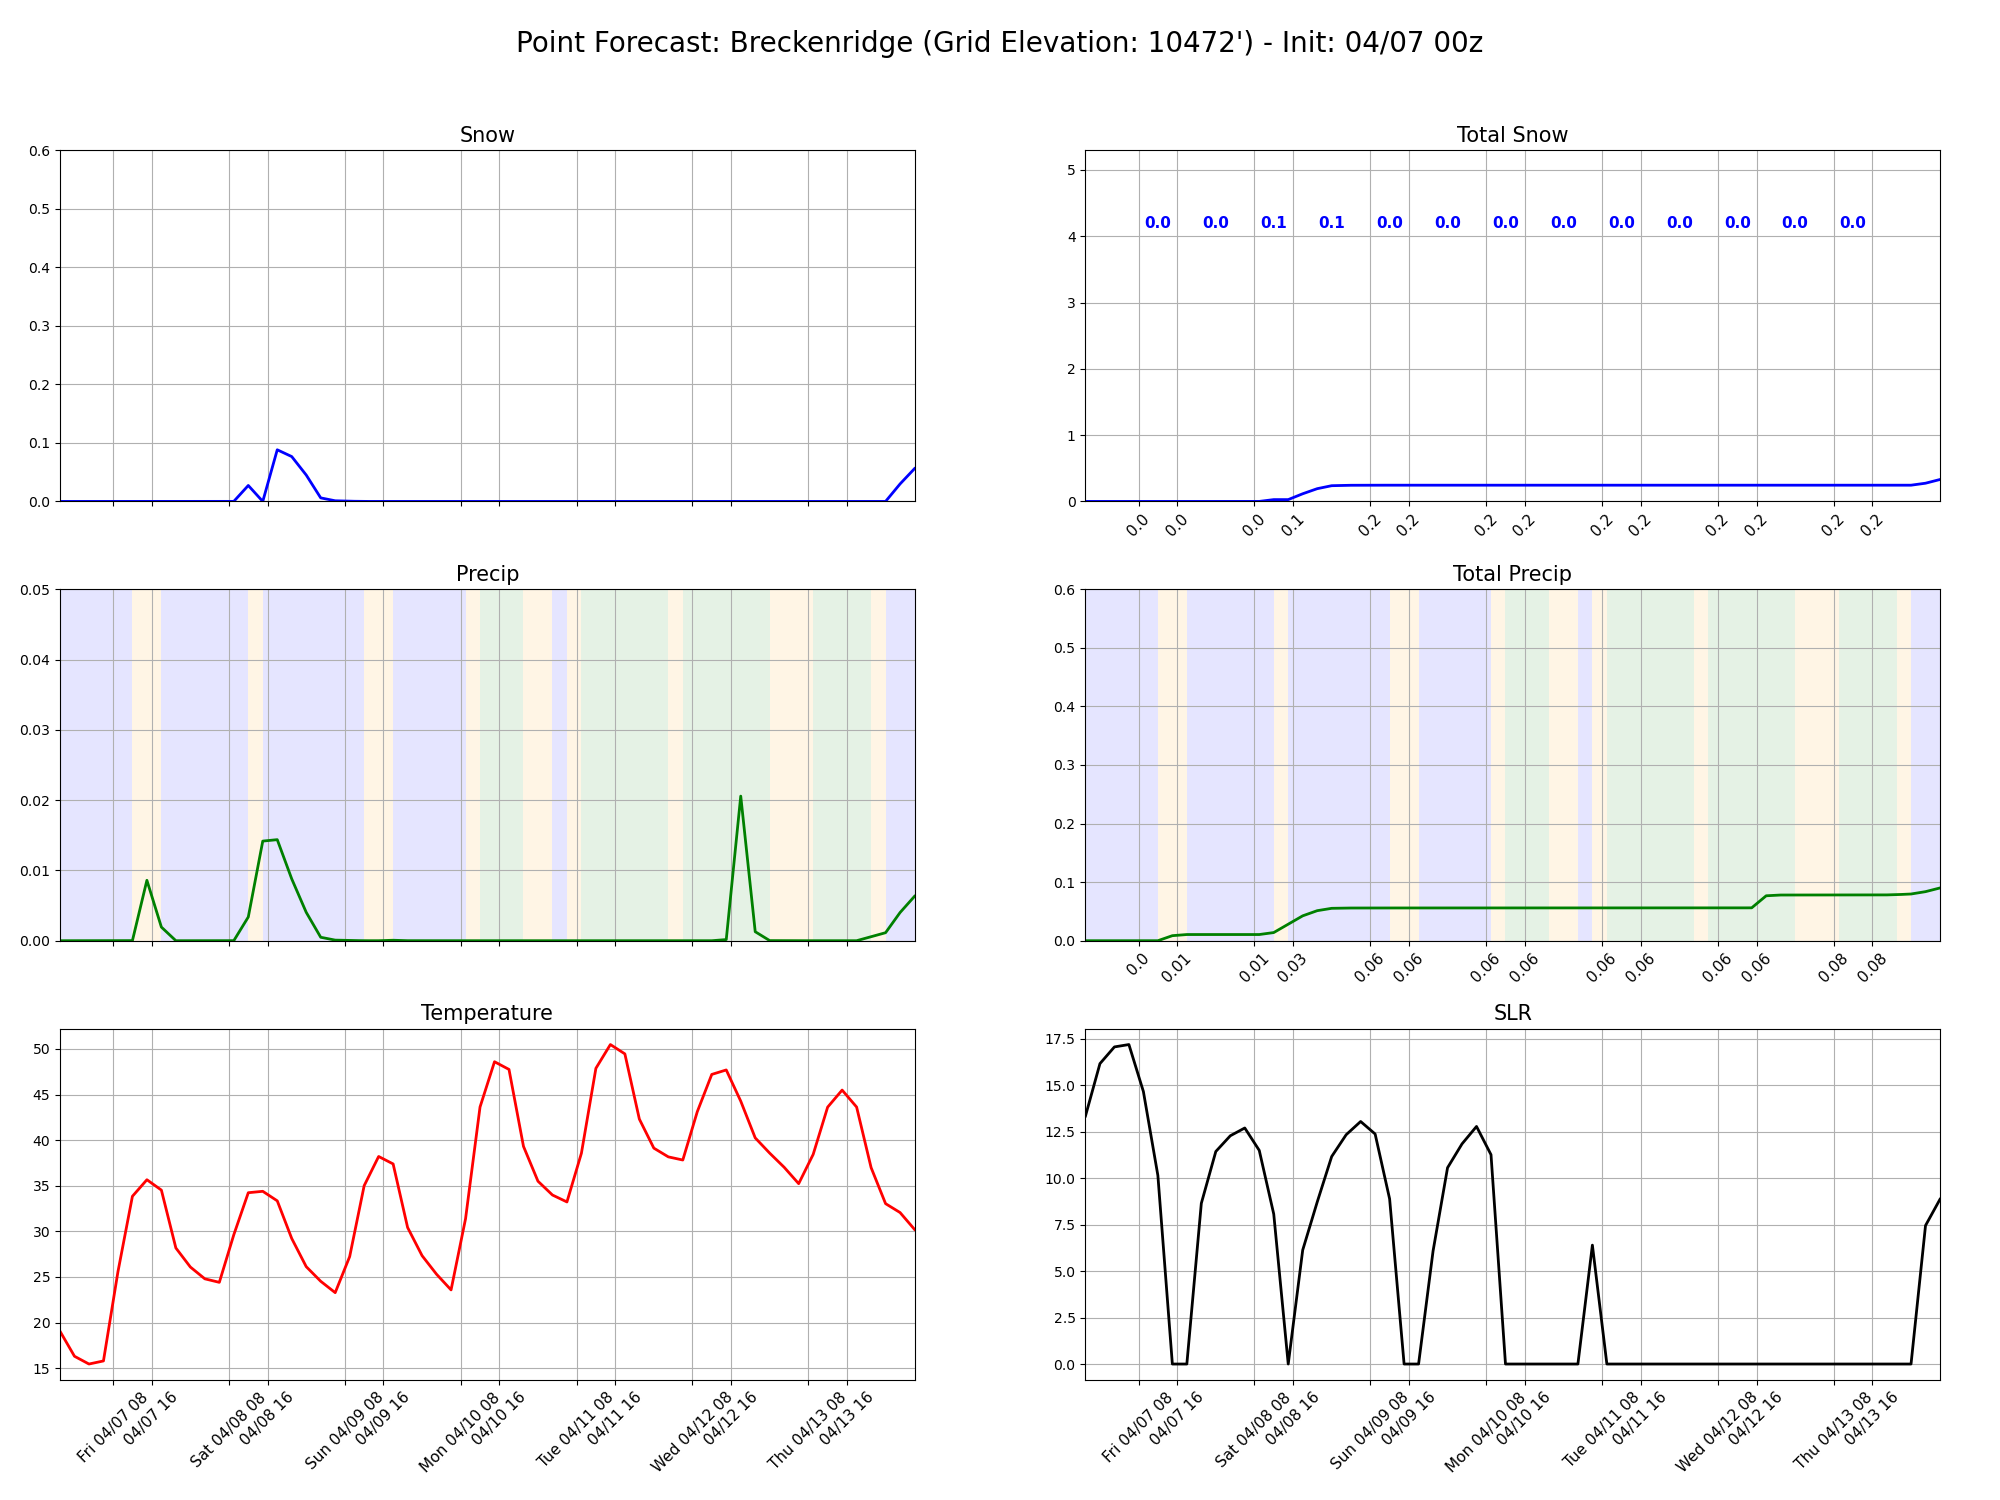 Point Forecast: Breckenridge (Grid Elevation: 10472') - Init: 04/07 00z
Snow
0.6
0.5
0.4
0.3
0.2
0.1
0.0
Total Snow
5
4
3
2
1
0
0.0 0.0 0.1 0.1 0.0 0.0 0.0 0.0 0.0 0.0 0.0 0.0 0.0
0.0 0.0 0.0 0.1 0.2 0.2 0.2 0.2 0.2 0.2 0.2 0.2 0.2 0.2
Precip
0.05
0.04
0.03
0.02
0.01
0.00
Total Precip
0.6
0.5
0.4
0.3
0.2
0.1
0.0
0.0 0.01 0.01 0.03 0.06 0.06 0.06 0.06 0.06 0.06 0.06 0.06 0.08 0.08
Temperature
50
45
40
35
30
25
20
15
Fri 04/07 08
04/07 16
Sat 04/08 08
04/08 16
Sun 04/09 08
04/09 16
Mon 04/10 08
04/10 16
Tue 04/11 08
04/11 16
Wed 04/12 08
04/12 16
Thu 04/13 08
04/13 16
SLR
17.5
15.0
12.5
10.0
7.5
5.0
2.5
0.0
Fri 04/07 08
04/07 16
Sat 04/08 08
04/08 16
Sun 04/09 08
04/09 16
Mon 04/10 08
04/10 16
Tue 04/11 08
04/11 16
Wed 04/12 08
04/12 16
Thu 04/13 08
04/13 16